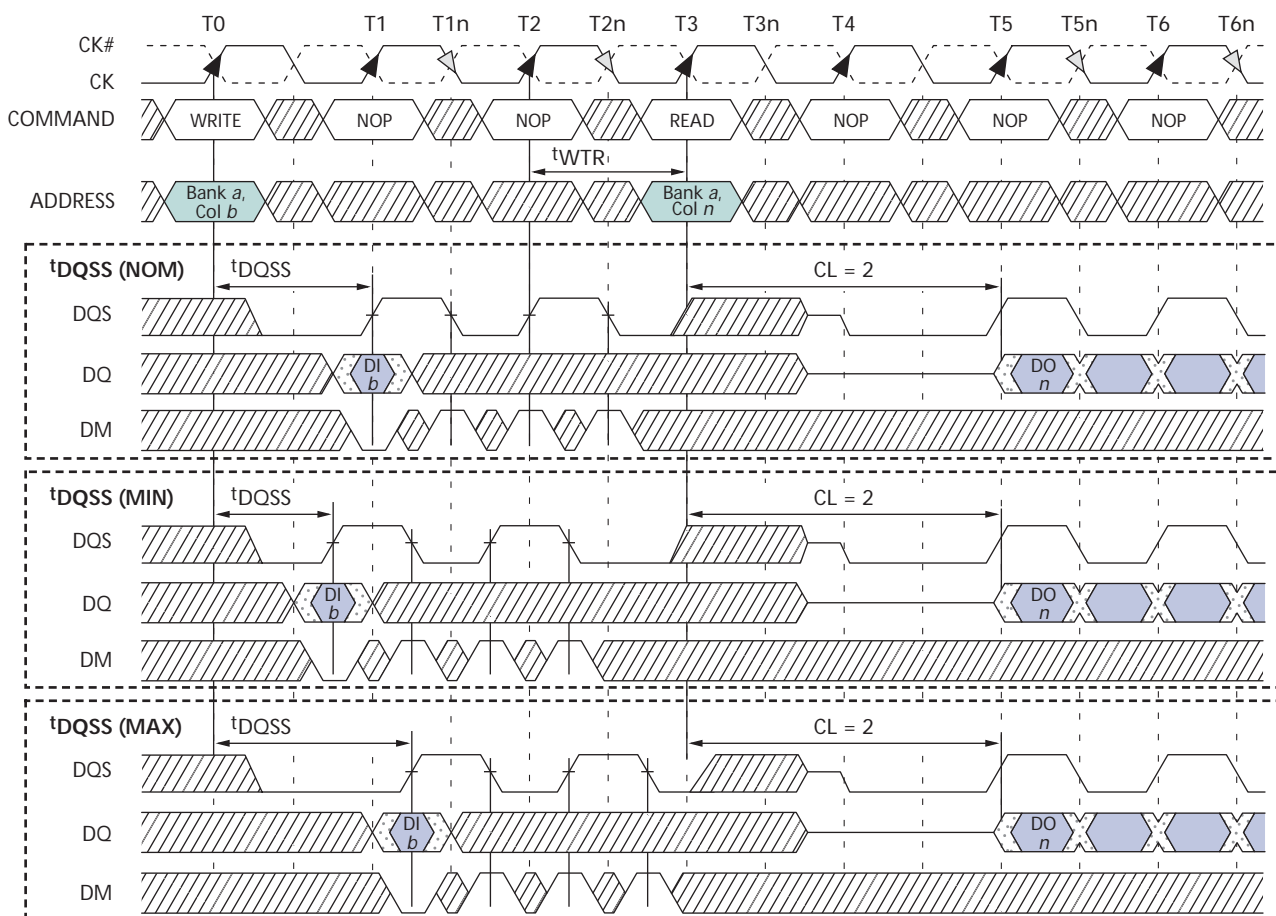 T0 T1 T1n T2 T2n T3 T3n T4 T5 T5n T6 T6n
CK#
CK
COMMAND WRITE NOP NOP READ NOP NOP NOP
tWTR
ADDRESS Bank a, Col b Bank a, Col n
tDQSS (NOM) tDQSS CL = 2
DQS
DQ DI b DO n
DM
tDQSS (MIN) tDQSS CL = 2
DQS
DQ DI b DO n
DM
tDQSS (MAX) tDQSS CL = 2
DQS
DQ DI b DO n
DM